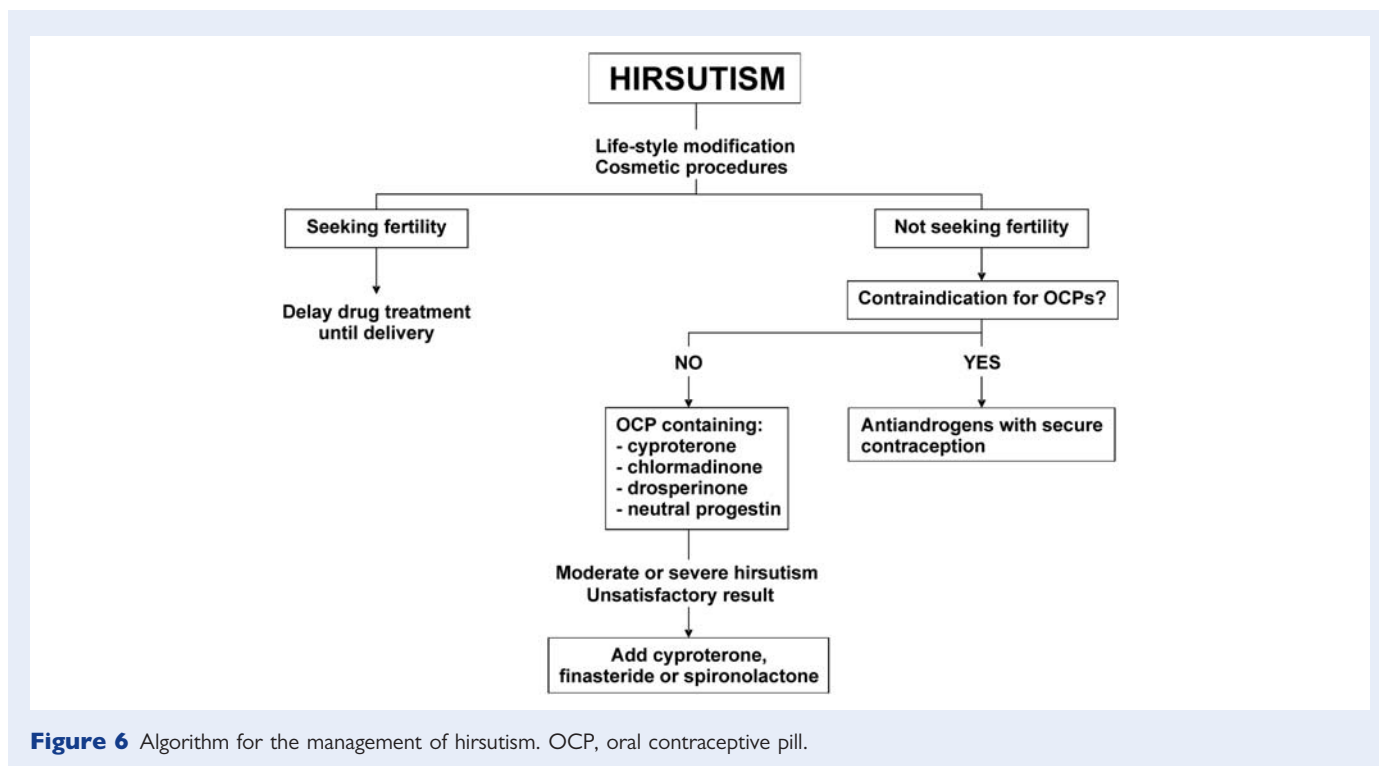 HIRSUTISM
Life-style modification
Cosmetic procedures
Seeking fertility
Delay drug treatment
until delivery
Not seeking fertility
Contraindication for OCPs?
NO
YES
OCP containing:
- cyproterone
- chlormadinone
- drosperinone
- neutral progestin
Antiandrogens with secure
contraception
Moderate or severe hirsutism
Unsatisfactory result
Add cyproterone,
finasteride or spironolactone
Figure 6 Algorithm for the management of hirsutism. OCP, oral contraceptive pill.